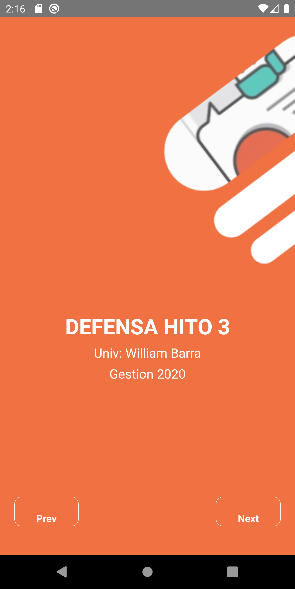 2:16
DEFENSA HITO 3
Univ: William Barra
Gestion 2020
Prev
Next